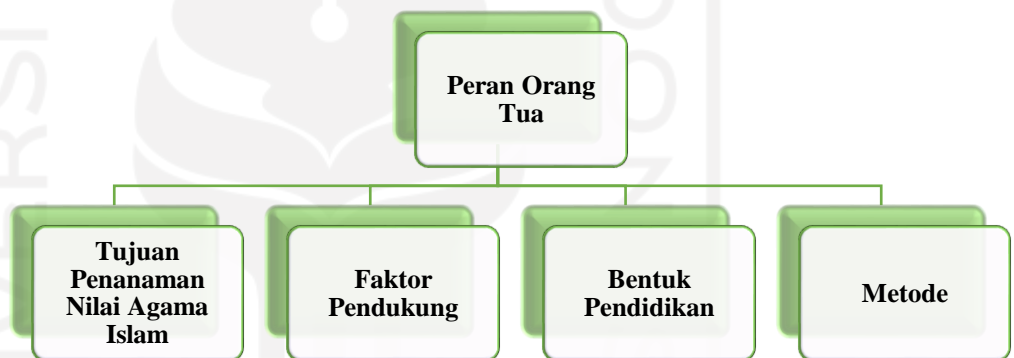 Peran Orang
Tua
Tujuan
Penanaman
Nilai Agama
Islam
Faktor
Pendukung
Bentuk
Pendidikan
Metode